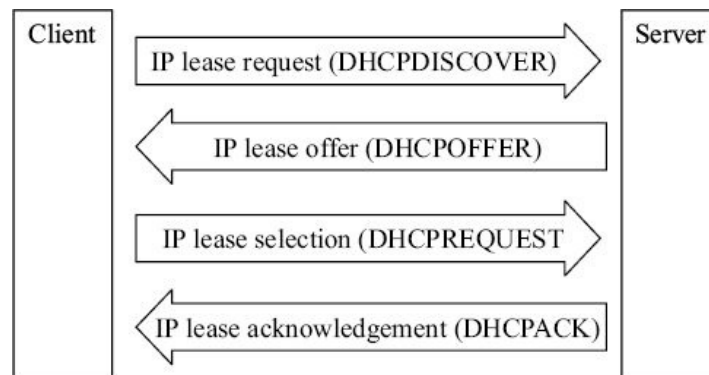 Client
Server
IP lease request (DHCPDISCOVER)
IP lease offer (DHCPOFFER)
IP lease selection (DHCPREQUEST
IP lease acknowledgement (DHCPACK)